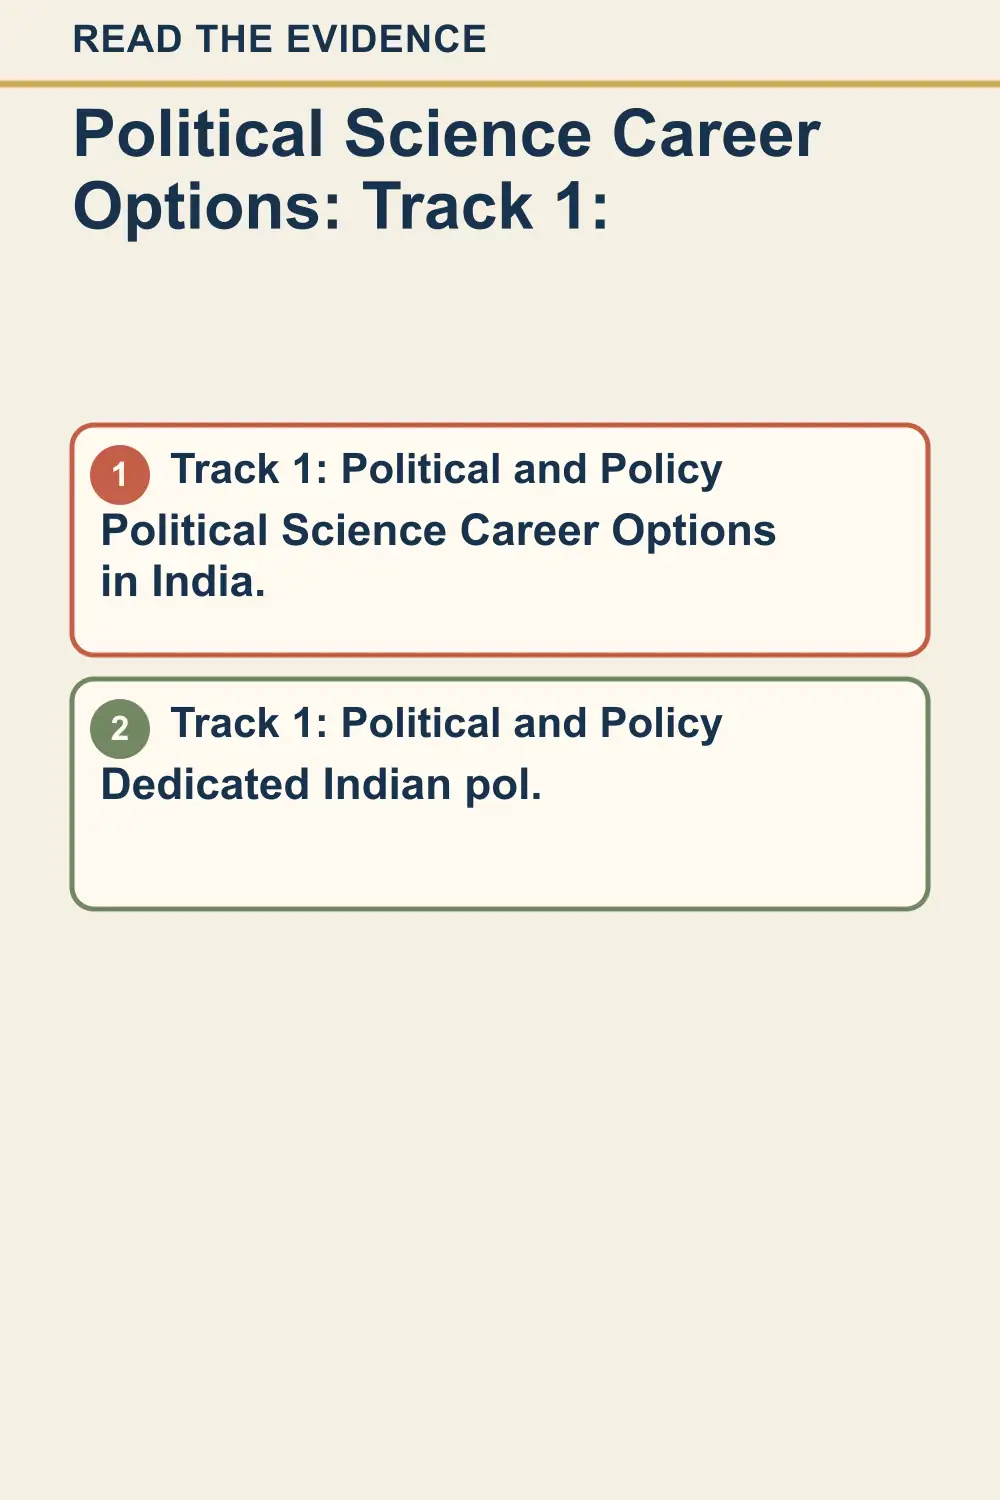 READ THE EVIDENCE
Political Science Career
Options: Track 1:
1 Track 1: Political and Policy
Political Science Career Options
in India.
2 Track 1: Political and Policy
Dedicated Indian pol.